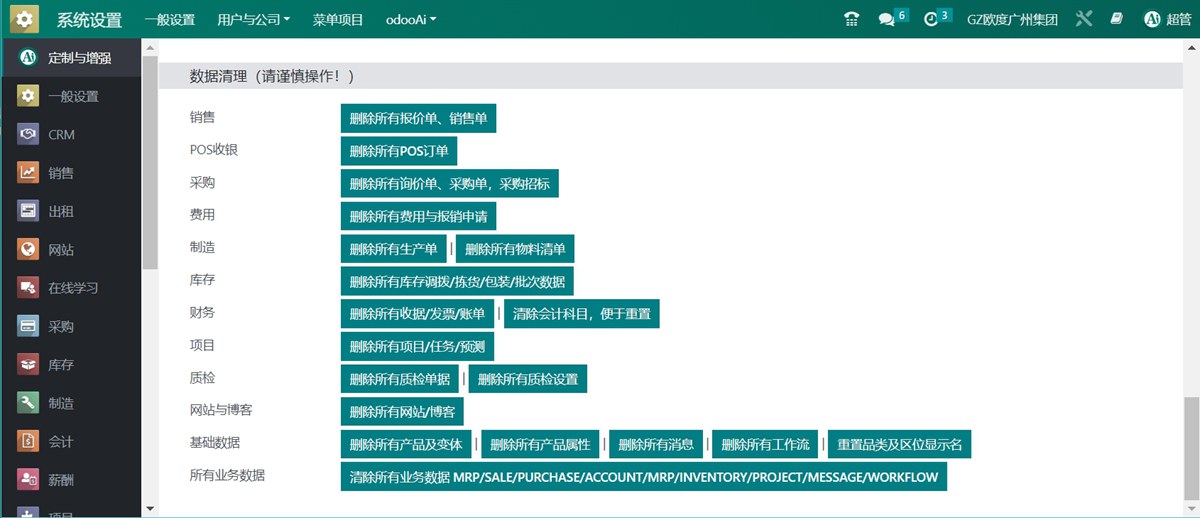 系统设置 一般设置 用户与公司 菜单项目 odooAi 6 3 GZ欧度广州集团 Ai 超管
Ai 定制与增强
一般设置
CRM
销售
出租
网站
在线学习
采购
库存
制造
会计
薪酬
项目
数据清理（请谨慎操作！）
销售 删除所有报价单、销售单
POS收银 删除所有POS订单
采购 删除所有询价单、采购单，采购招标
费用 删除所有费用与报销申请
制造 删除所有生产单 | 删除所有物料清单
库存 删除所有库存调拨/拣货/包装/批次数据
财务 删除所有收据/发票/账单 | 清除会计科目，便于重置
项目 删除所有项目/任务/预测
质检 删除所有质检单据 | 删除所有质检设置
网站与博客 删除所有网站/博客
基础数据 删除所有产品及变体 | 删除所有产品属性 | 删除所有消息 | 删除所有工作流 | 重置品类及区位显示名
所有业务数据 清除所有业务数据 MRP/SALE/PURCHASE/ACCOUNT/MRP/INVENTORY/PROJECT/MESSAGE/WORKFLOW